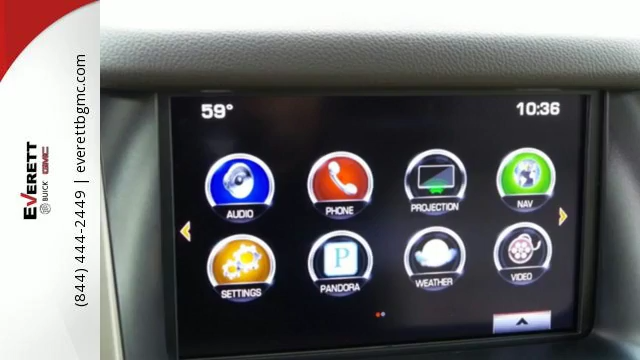 EVERETT
BUICK GMC
(844) 444-2449 | everettbgmc.com
59°
10:36
AUDIO
PHONE
PROJECTION
NAV
SETTINGS
P
PANDORA
WEATHER
VIDEO